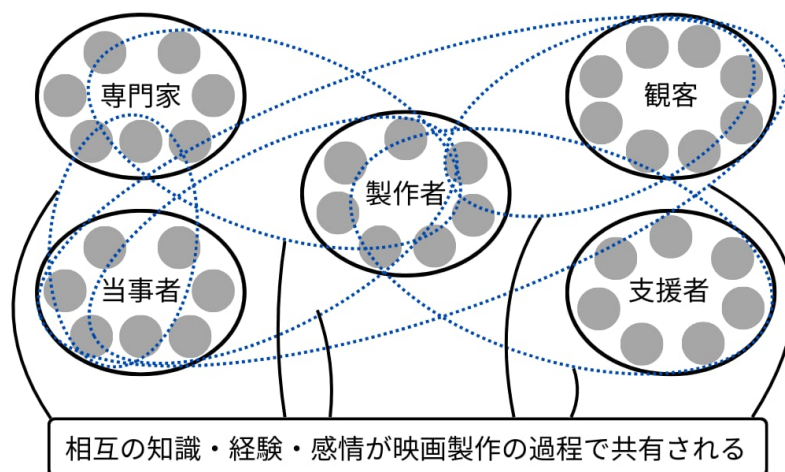 専門家
観客
製作者
当事者
支援者
相互の知識・経験・感情が映画製作の過程で共有される